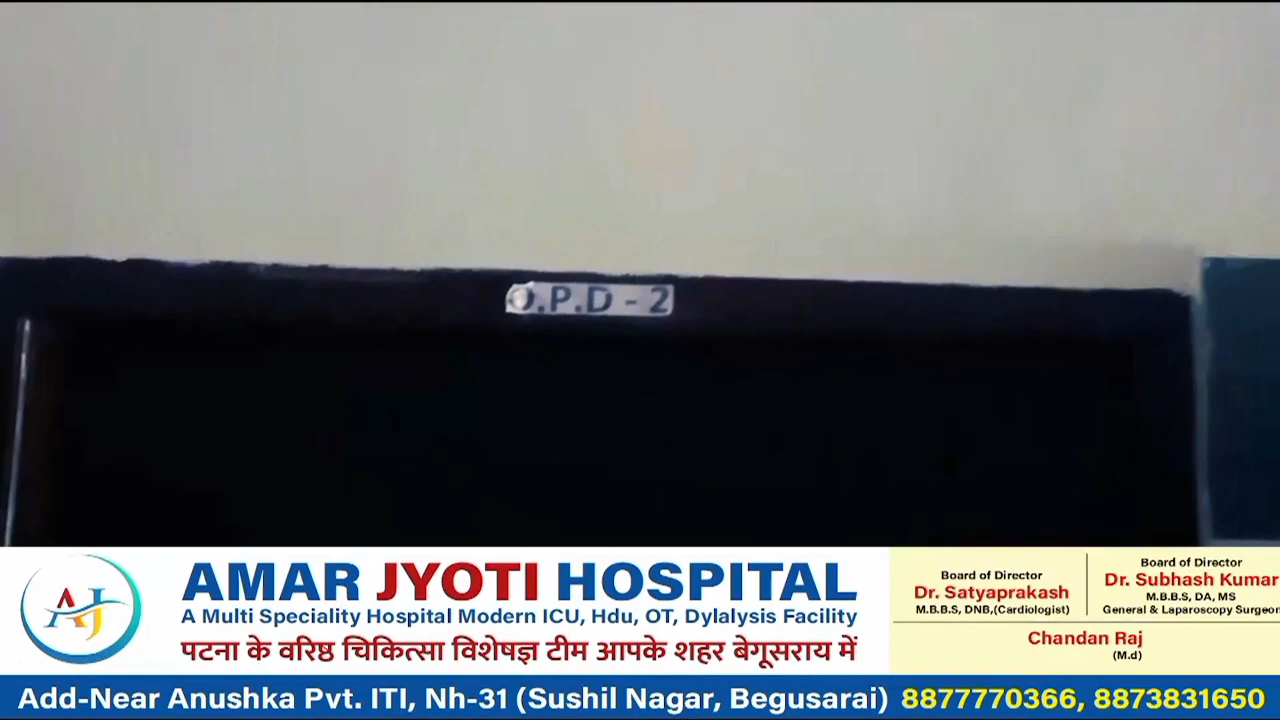 O.P.D - 2
AJ
AMAR JYOTI HOSPITAL
A Multi Speciality Hospital Modern ICU, Hdu, OT, Dylalysis Facility
पटना के वरिष्ठ चिकित्सा विशेषज्ञ टीम आपके शहर बेगूसराय में
Board of Director
Dr. Satyaprakash
M.B.B.S, DNB,(Cardiologist)
Board of Director
Dr. Subhash Kumar
M.B.B.S, DA, MS
General & Laparoscopy Surgeon
Chandan Raj
(M.d)
Add-Near Anushka Pvt. ITI, Nh-31 (Sushil Nagar, Begusarai) 8877770366, 8873831650